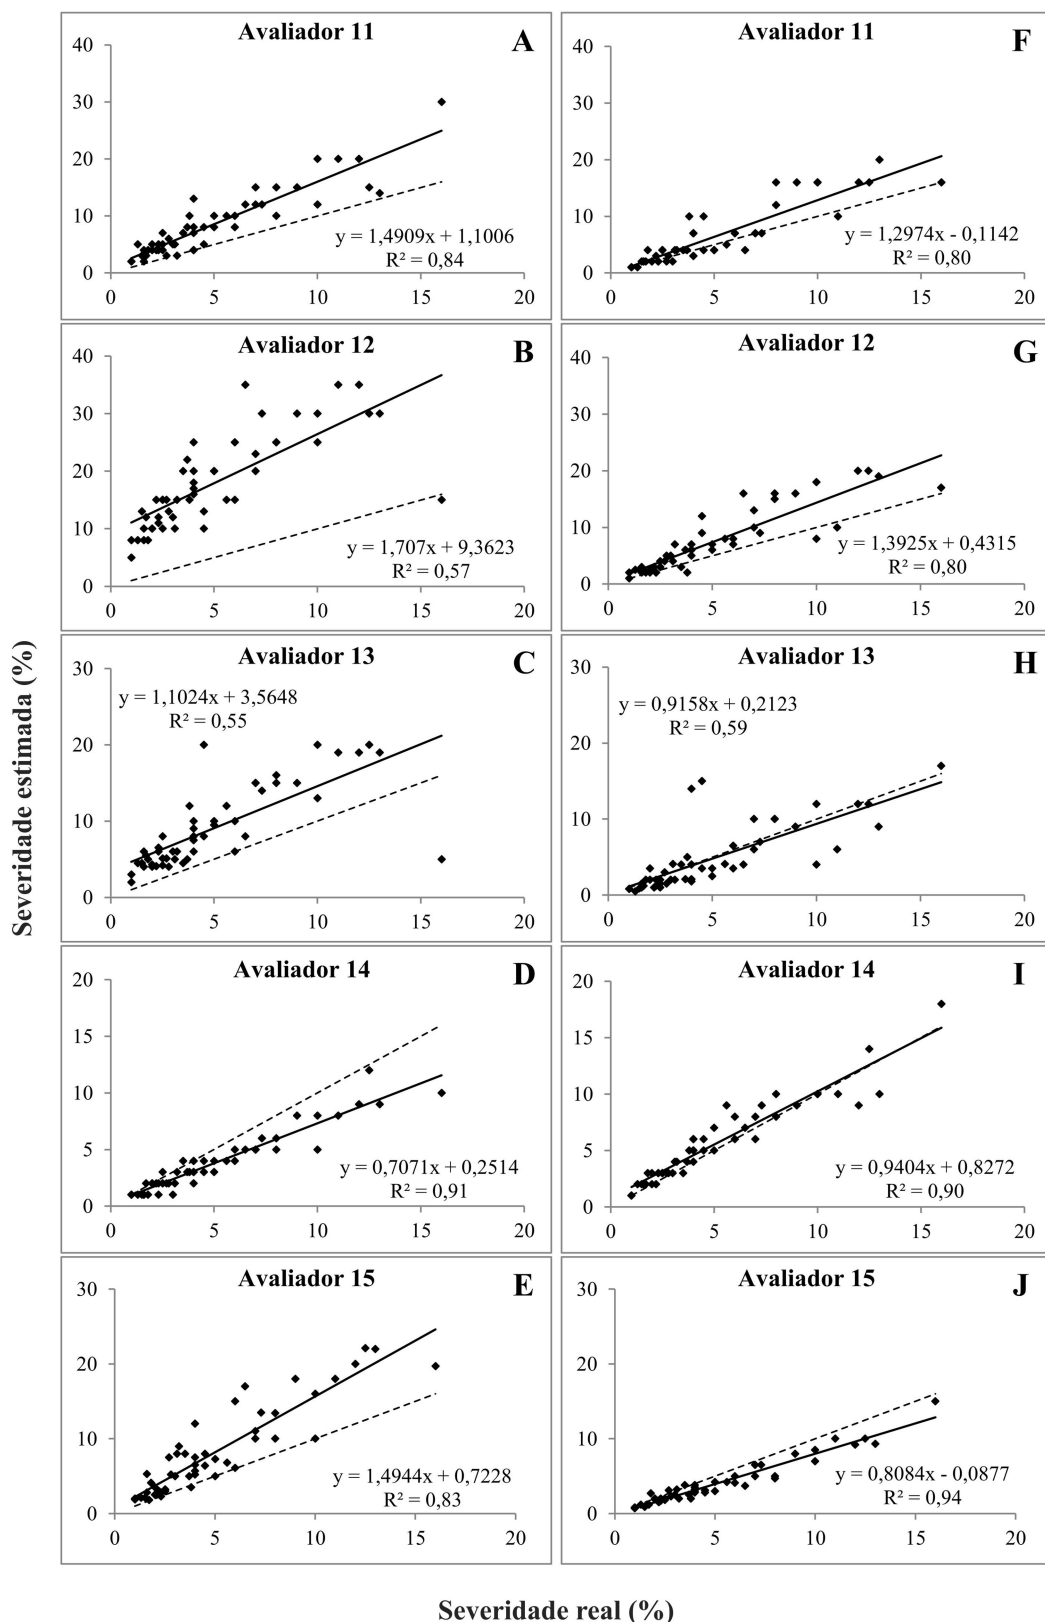 Avaliador 11
A
40
30
20
10
0
0 5 10 15 20
y = 1,4909x + 1,1006
R² = 0,84
Avaliador 11
F
40
30
20
10
0
0 5 10 15 20
y = 1,2974x - 0,1142
R² = 0,80
Avaliador 12
B
40
30
20
10
0
0 5 10 15 20
y = 1,707x + 9,3623
R² = 0,57
Avaliador 12
G
40
30
20
10
0
0 5 10 15 20
y = 1,3925x + 0,4315
R² = 0,80
Avaliador 13
C
30
20
10
0
0 5 10 15 20
y = 1,1024x + 3,5648
R² = 0,55
Avaliador 13
H
30
20
10
0
0 5 10 15 20
y = 0,9158x + 0,2123
R² = 0,59
Avaliador 14
D
20
15
10
5
0
0 5 10 15 20
y = 0,7071x + 0,2514
R² = 0,91
Avaliador 14
I
20
15
10
5
0
0 5 10 15 20
y = 0,9404x + 0,8272
R² = 0,90
Avaliador 15
E
30
20
10
0
0 5 10 15 20
y = 1,4944x + 0,7228
R² = 0,83
Avaliador 15
J
30
20
10
0
0 5 10 15 20
y = 0,8084x - 0,0877
R² = 0,94
Severidade estimada (%)
Severidade real (%)